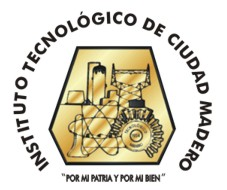 INSTITUTO TECNOLÓGICO DE CIUDAD MADERO
"POR MI PATRIA Y POR MI BIEN"